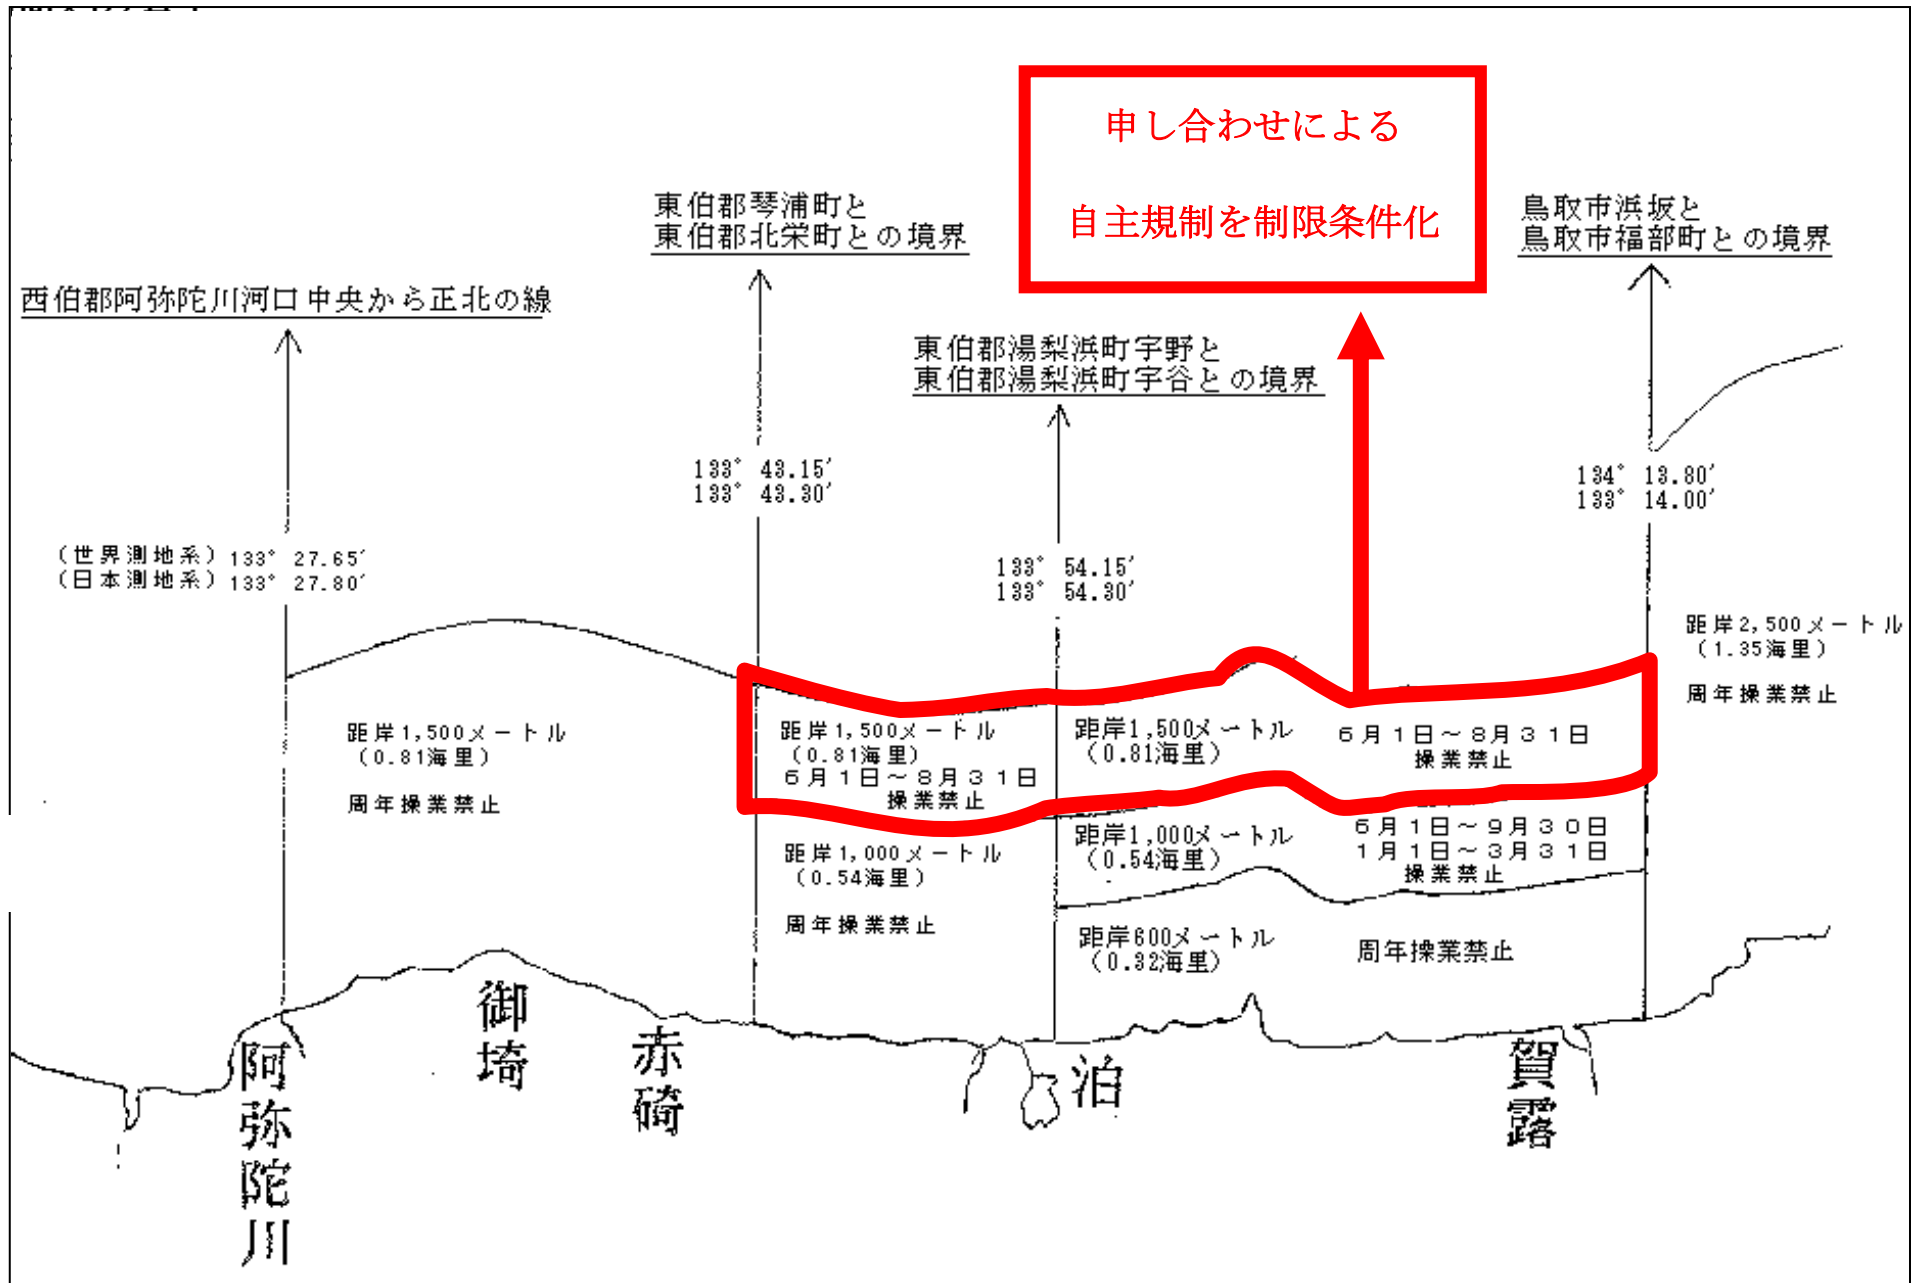 申し合わせによる
自主規制を制限条件化
東伯郡琴浦町と
東伯郡北栄町との境界
鳥取市浜坂と
鳥取市福部町との境界
西伯郡阿弥陀川河口中央から正北の線
東伯郡湯梨浜町宇野と
東伯郡湯梨浜町宇谷との境界
133° 43.15′
133° 43.30′
134° 13.80′
133° 14.00′
(世界測地系) 133° 27.65′
(日本測地系) 133° 27.80′
133° 54.15′
133° 54.30′
距岸2,500メートル
(1.35海里)
周年操業禁止
距岸1,500メートル
(0.81海里)
周年操業禁止
距岸1,500メートル
(0.81海里)
6月1日~8月31日
操業禁止
距岸1,500メートル
(0.81海里)
6月1日~8月31日
操業禁止
距岸1,000メートル
(0.54海里)
周年操業禁止
距岸1,000メートル
(0.54海里)
6月1日~9月30日
1月1日~3月31日
操業禁止
距岸600メートル
(0.32海里)
周年操業禁止
阿弥陀川
御埼
赤碕
泊
賀露